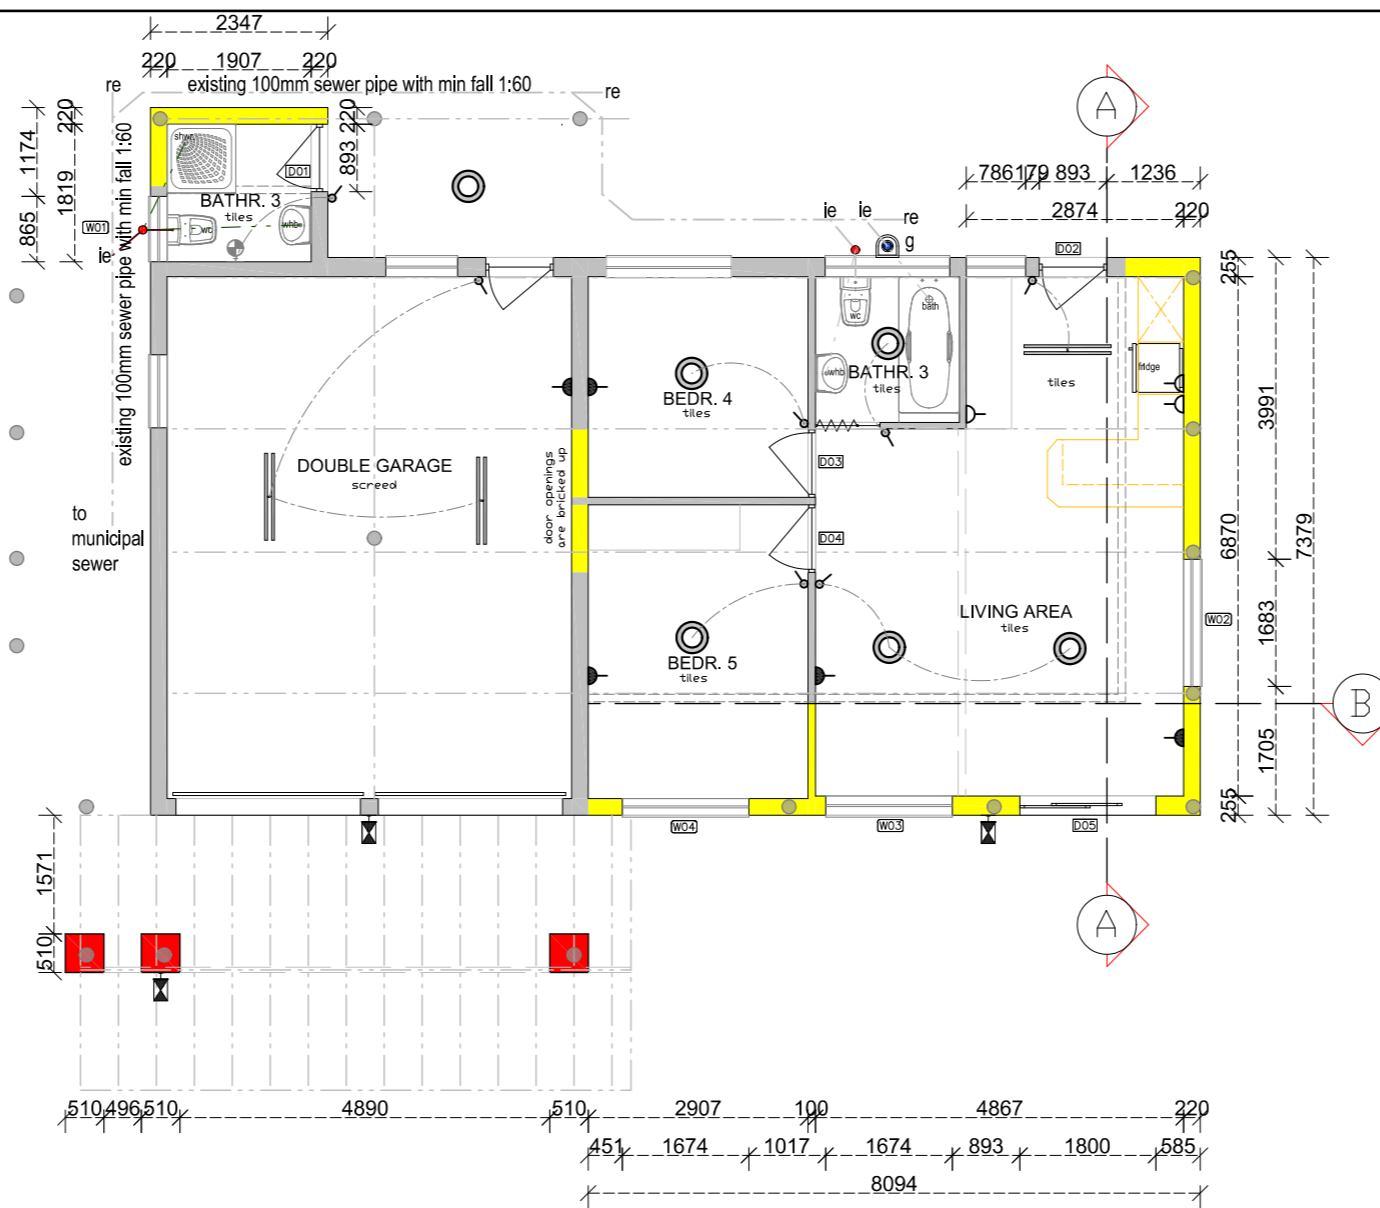 2347
220 1907 220
re existing 100mm sewer pipe with min fall 1:60 re
A
220
1174
1819
865
220
893
existing 100mm sewer pipe with min fall 1:60
shwr.
D01
BATHR. 3
tiles
W01
wc
whb
ie
786 179 893 1236
2874 220
ie ie re
g
D02
255
wc
bath
whb
BATHR. 3
tiles
tiles
fridge
BEDR. 4
tiles
3991
7379
6870
DOUBLE GARAGE
screed
door openings
are bricked up
D03
D04
to
municipal
sewer
LIVING AREA
tiles
1683
W02
BEDR. 5
tiles
B
1705
255
W04
W03
D05
1571
510
A
510 496 510 4890 510 2907 100 4867 220
451 1674 1017 1674 893 1800 585
8094